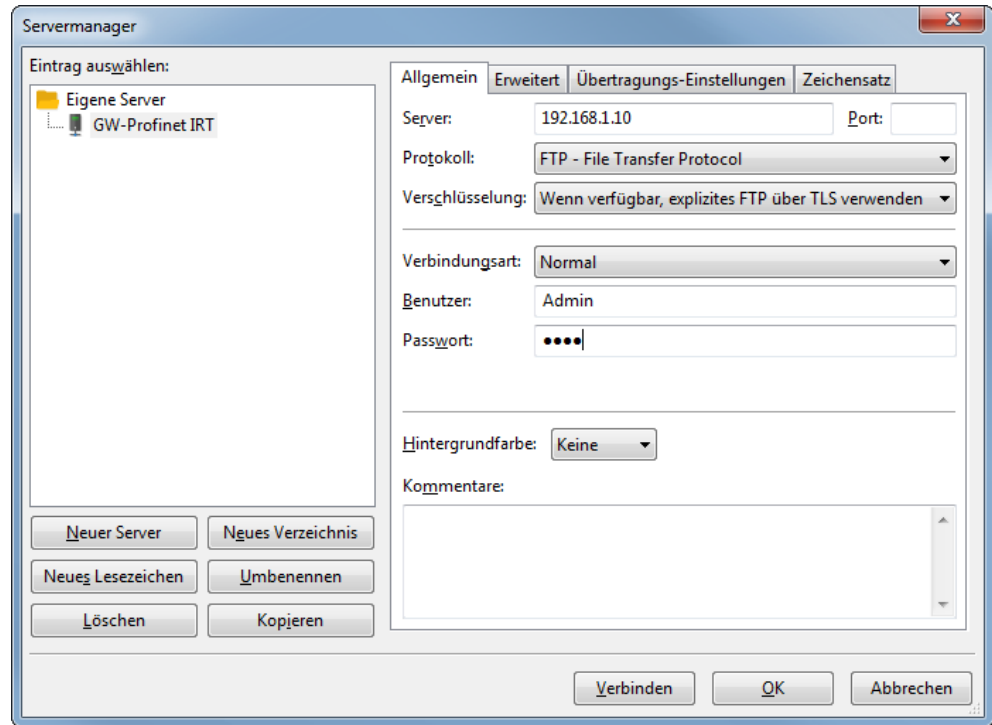 Servermanager
Eintrag auswählen:
Eigene Server
GW-Profinet IRT
Neuer Server
Neues Verzeichnis
Neues Lesezeichen
Umbenennen
Löschen
Kopieren
Allgemein
Erweitert
Übertragungs-Einstellungen
Zeichensatz
Server:
192.168.1.10
Port:
Protokoll:
FTP - File Transfer Protocol
Verschlüsselung:
Wenn verfügbar, explizites FTP über TLS verwenden
Verbindungsart:
Normal
Benutzer:
Admin
Passwort:
●●●●
Hintergrundfarbe:
Keine
Kommentare:
Verbinden
OK
Abbrechen